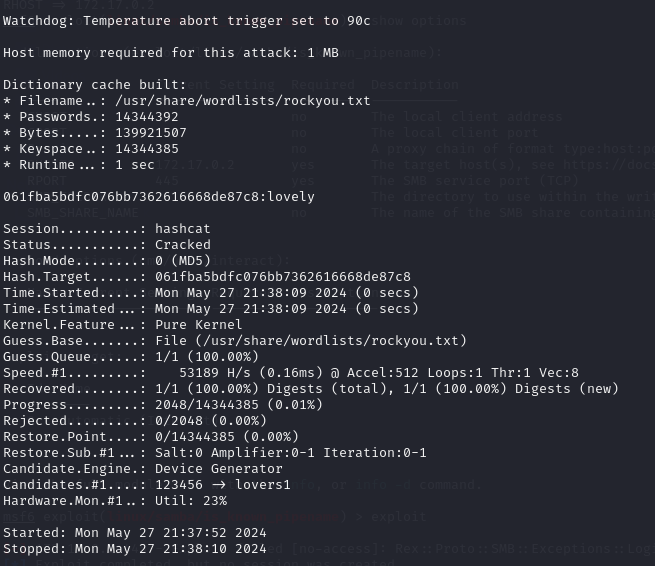 Watchdog: Temperature abort trigger set to 90c
Host memory required for this attack: 1 MB
Dictionary cache built:
* Filename..: /usr/share/wordlists/rockyou.txt
* Passwords.: 14344392
* Bytes.....: 139921507
* Keyspace..: 14344385
* Runtime...: 1 sec
061fba5bdfc076bb7362616668de87c8:lovely
Session..........: hashcat
Status...........: Cracked
Hash.Mode........: 0 (MD5)
Hash.Target......: 061fba5bdfc076bb7362616668de87c8
Time.Started.....: Mon May 27 21:38:09 2024 (0 secs)
Time.Estimated...: Mon May 27 21:38:09 2024 (0 secs)
Kernel.Feature...: Pure Kernel
Guess.Base.......: File (/usr/share/wordlists/rockyou.txt)
Guess.Queue......: 1/1 (100.00%)
Speed.#1.........:    53189 H/s (0.16ms) @ Accel:512 Loops:1 Thr:1 Vec:8
Recovered........: 1/1 (100.00%) Digests (total), 1/1 (100.00%) Digests (new)
Progress.........: 2048/14344385 (0.01%)
Rejected.........: 0/2048 (0.00%)
Restore.Point....: 0/14344385 (0.00%)
Restore.Sub.#1...: Salt:0 Amplifier:0-1 Iteration:0-1
Candidate.Engine.: Device Generator
Candidates.#1....: 123456 -> lovers1
Hardware.Mon.#1..: Util: 23%
Started: Mon May 27 21:37:52 2024
Stopped: Mon May 27 21:38:10 2024